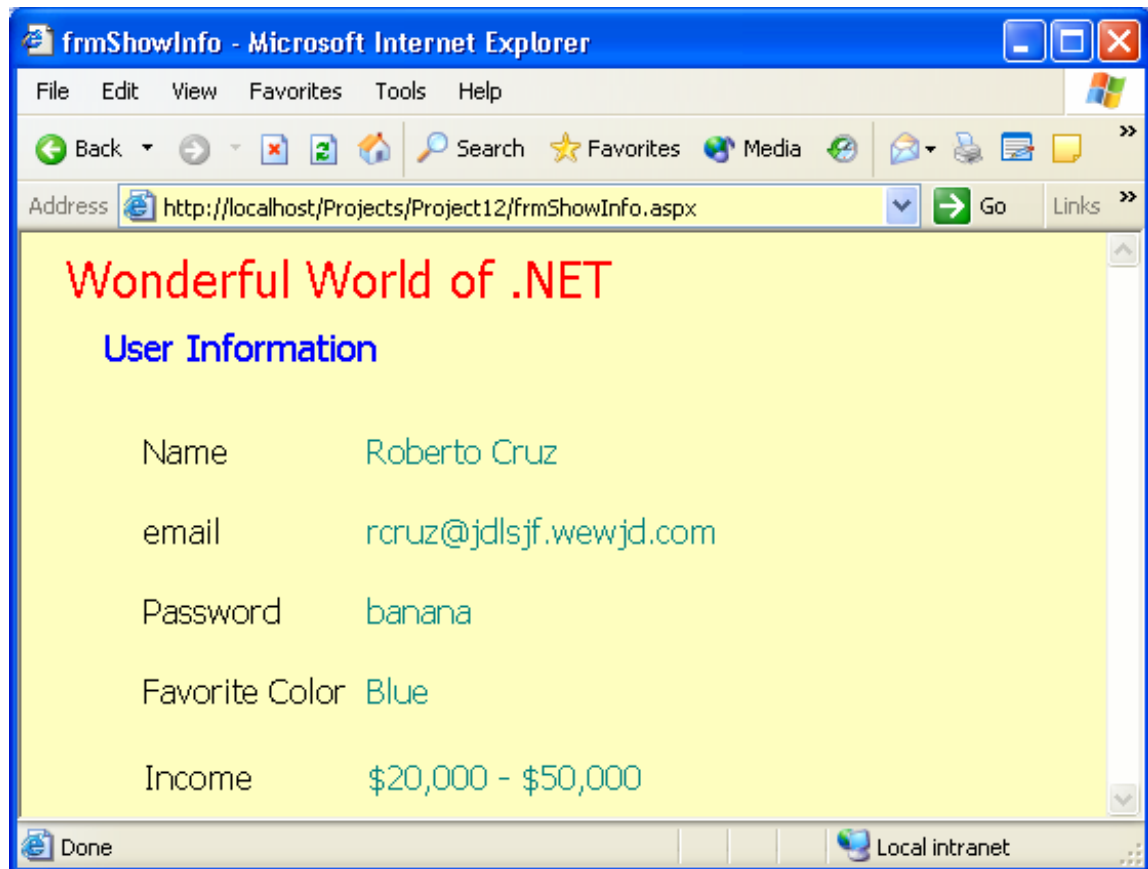 frmShowInfo - Microsoft Internet Explorer
File Edit View Favorites Tools Help
Back Search Favorites Media »
Address http://localhost/Projects/Project12/frmShowInfo.aspx Go Links »
Wonderful World of .NET
User Information
Name Roberto Cruz
email rcruz@jdlsjf.wewjd.com
Password banana
Favorite Color Blue
Income $20,000 - $50,000
Done Local intranet